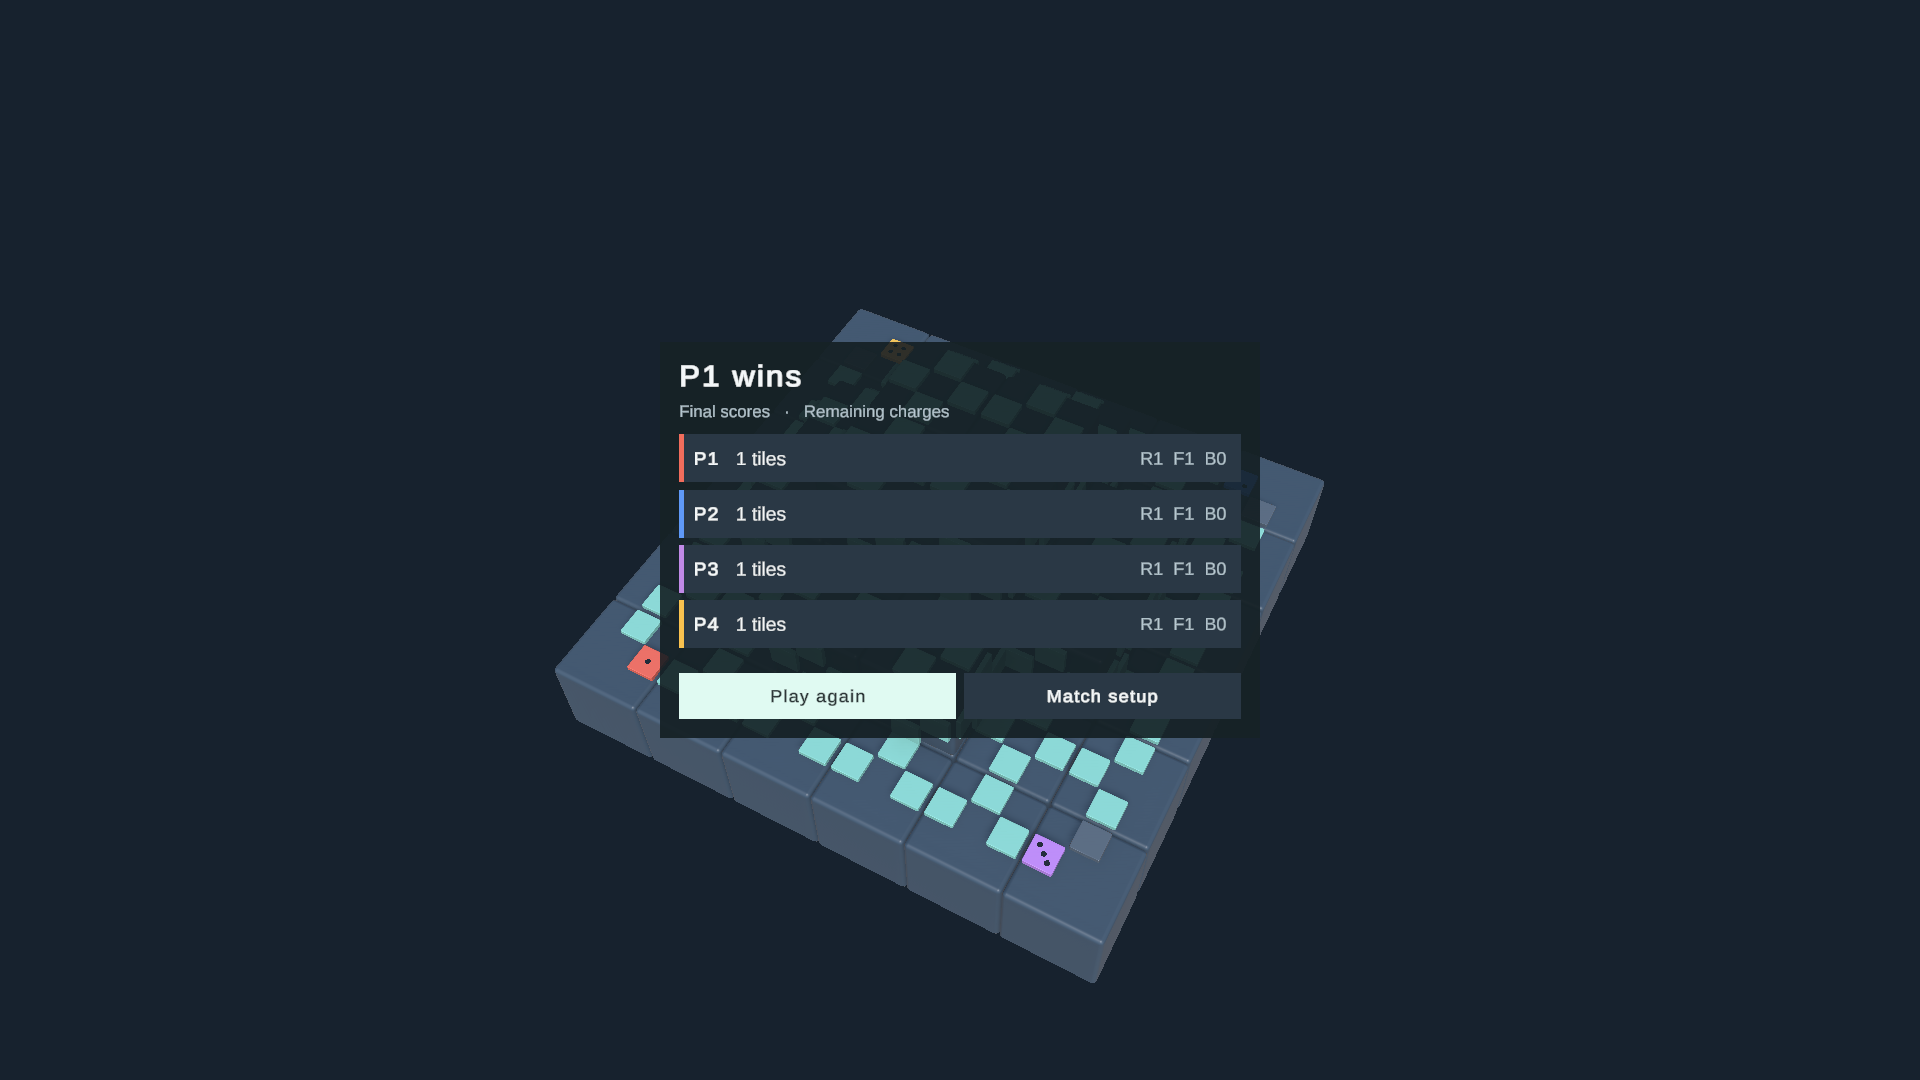 P1 wins
Final scores · Remaining charges
P1 1 tiles R1 F1 B0
P2 1 tiles R1 F1 B0
P3 1 tiles R1 F1 B0
P4 1 tiles R1 F1 B0
Play again Match setup